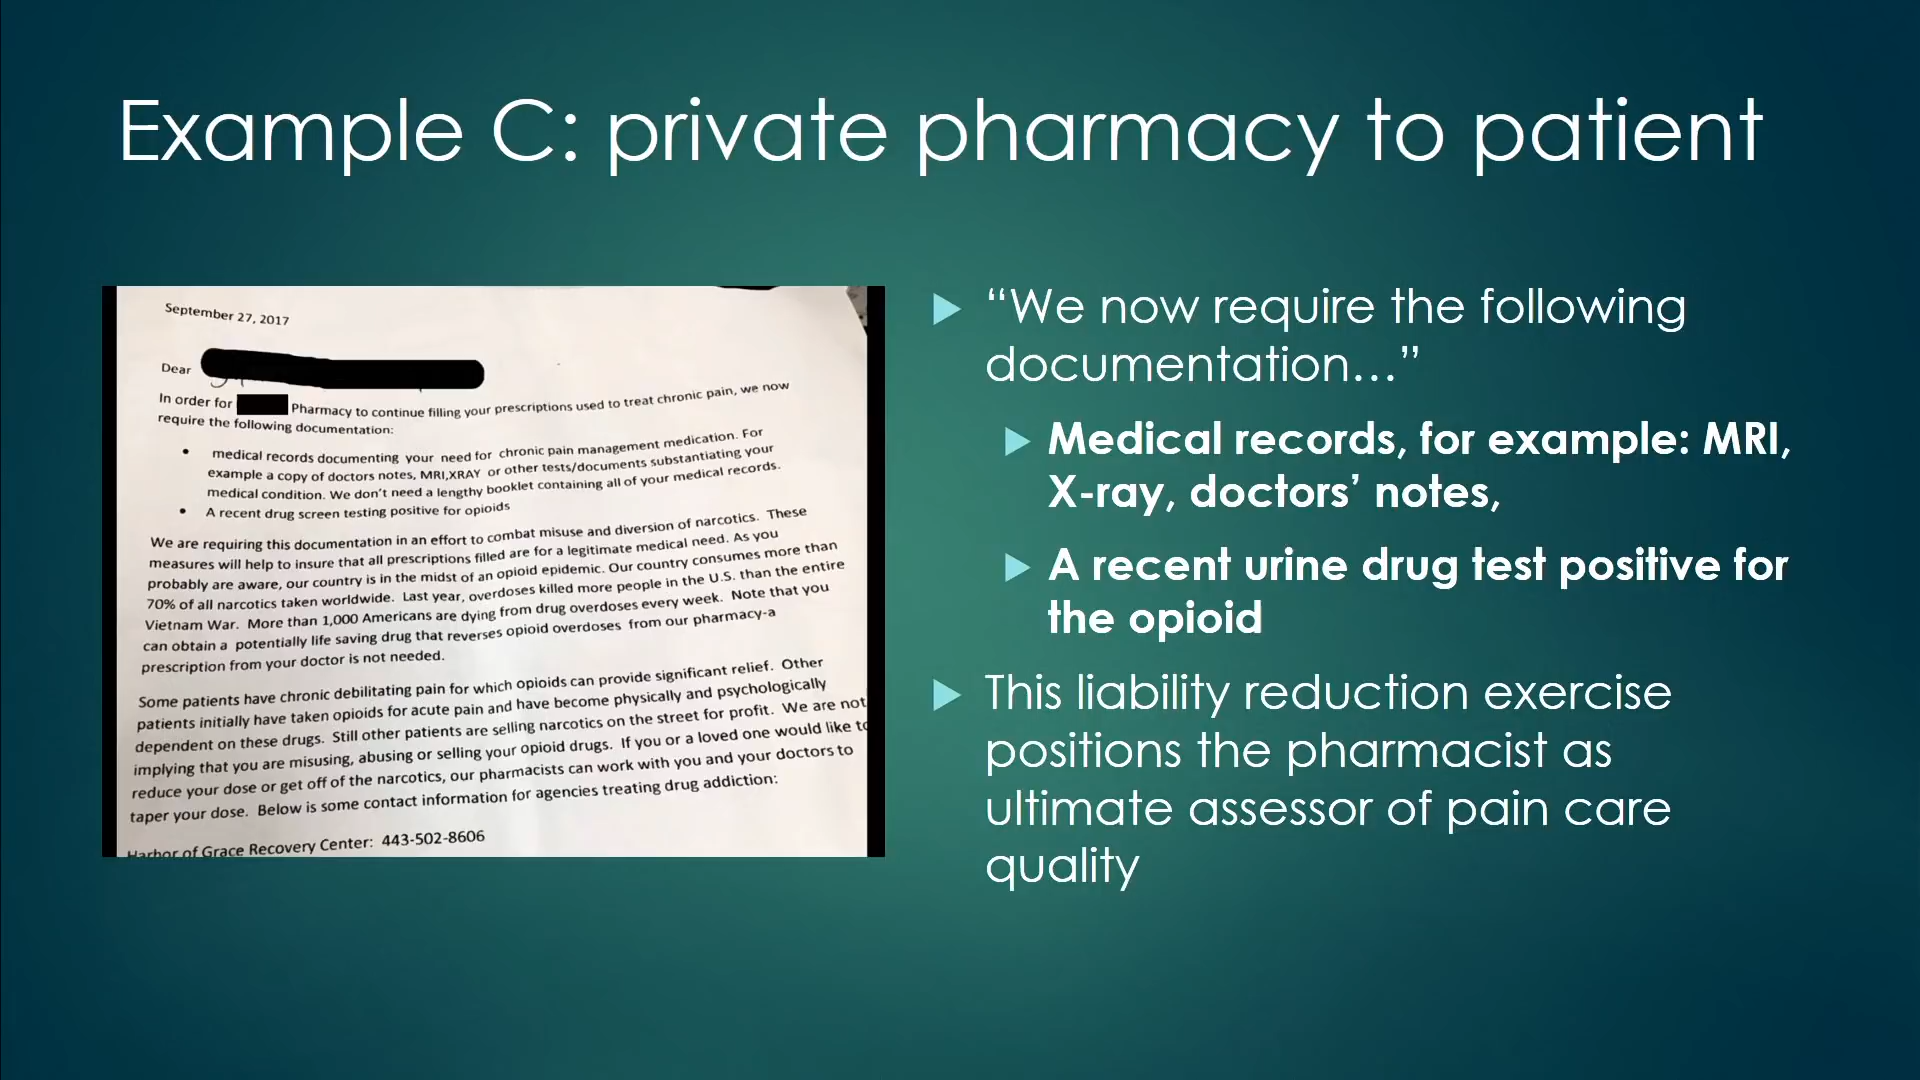 Example C: private pharmacy to patient
September 27, 2017
Dear
In order for Pharmacy to continue filling your prescriptions used to treat chronic pain, we now
require the following documentation:
• medical records documenting your need for chronic pain management medication. For
example a copy of doctors notes, MRI,XRAY or other tests/documents substantiating your
medical condition. We don't need a lengthy booklet containing all of your medical records.
• A recent drug screen testing positive for opioids
We are requiring this documentation in an effort to combat misuse and diversion of narcotics. These
measures will help to insure that all prescriptions filled are for a legitimate medical need. As you
probably are aware, our country is in the midst of an opioid epidemic. Our country consumes more than
70% of all narcotics taken worldwide. Last year, overdoses killed more people in the U.S. than the entire
Vietnam War. More than 1,000 Americans are dying from drug overdoses every week. Note that you
can obtain a potentially life saving drug that reverses opioid overdoses from our pharmacy-a
prescription from your doctor is not needed.
Some patients have chronic debilitating pain for which opioids can provide significant relief. Other
patients initially have taken opioids for acute pain and have become physically and psychologically
dependent on these drugs. Still other patients are selling narcotics on the street for profit. We are not
implying that you are misusing, abusing or selling your opioid drugs. If you or a loved one would like to
reduce your dose or get off of the narcotics, our pharmacists can work with you and your doctors to
taper your dose. Below is some contact information for agencies treating drug addiction:
Harbor of Grace Recovery Center: 443-502-8606
“We now require the following
documentation…”
Medical records, for example: MRI,
X-ray, doctors’ notes,
A recent urine drug test positive for
the opioid
This liability reduction exercise
positions the pharmacist as
ultimate assessor of pain care
quality